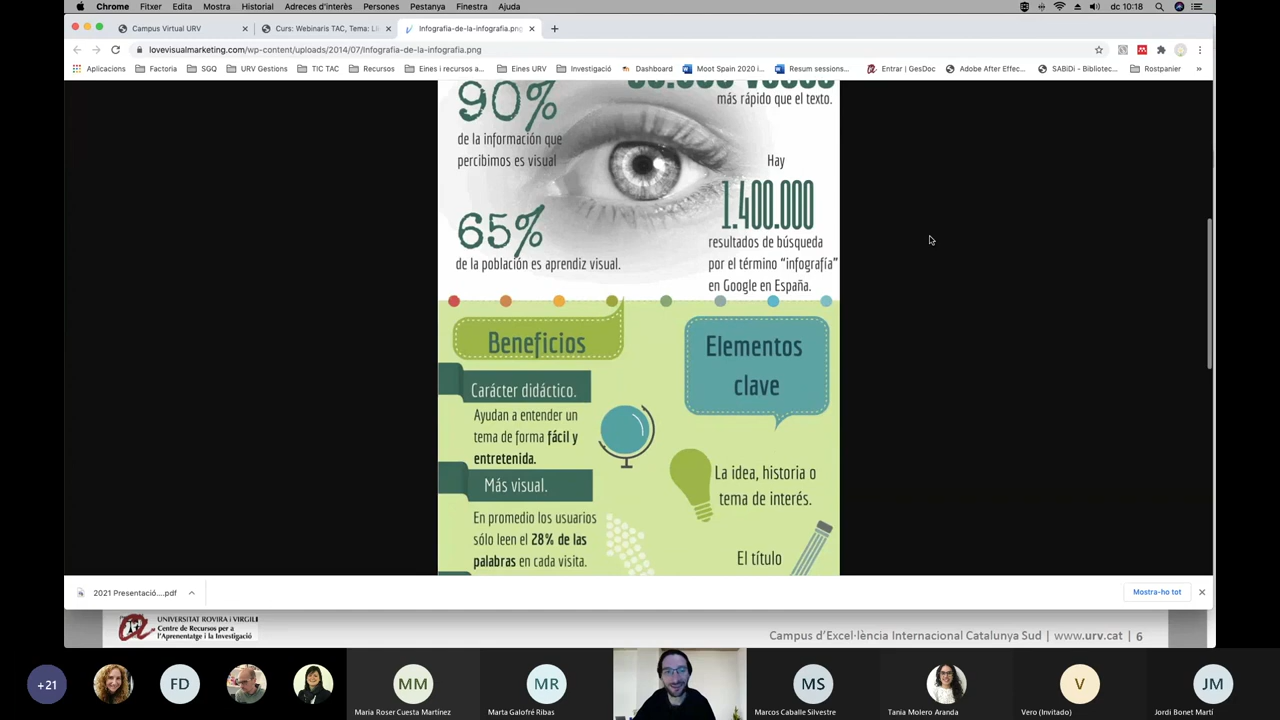 Chrome Fitxer Edita Mostra Historial Adreces d'interès Persones Pestanya Finestra Ajuda dc 10:18
Campus Virtual URV
Curs: Webinaris TAC, Tema: Li
Infografia-de-la-infografia.png
lovevisualmarketing.com/wp-content/uploads/2014/07/Infografia-de-la-infografia.png
Aplicacions Factoria SGQ URV Gestions TIC TAC Recursos Eines i recursos a... Eines URV Investigació Dashboard Moot Spain 2020 i... Resum sessions... Entrar | GesDoc Adobe After Effec... SABiDi - Bibliotec... Rostpanier »
90%
de la información que
percibimos es visual
más rápido que el texto.
Hay
1.400.000
resultados de búsqueda
por el término “infografía”
en Google en España.
65%
de la población es aprendiz visual.
Beneficios
Carácter didáctico.
Ayudan a entender un
tema de forma fácil y
entretenida.
Más visual.
En promedio los usuarios
sólo leen el 28% de las
palabras en cada visita.
Elementos
clave
La idea, historia o
tema de interés.
El título
2021 Presentació....pdf
Mostra-ho tot
UNIVERSITAT ROVIRA i VIRGILI
Centre de Recursos per a
l'Aprenentatge i la Investigació
Campus d'Excel·lència Internacional Catalunya Sud | www.urv.cat | 6
+21
FD
MM
Maria Roser Cuesta Martínez
MR
Marta Galofré Ribas
MS
Marcos Caballe Silvestre
Tania Molero Aranda
V
Vero (Invitado)
JM
Jordi Bonet Martí